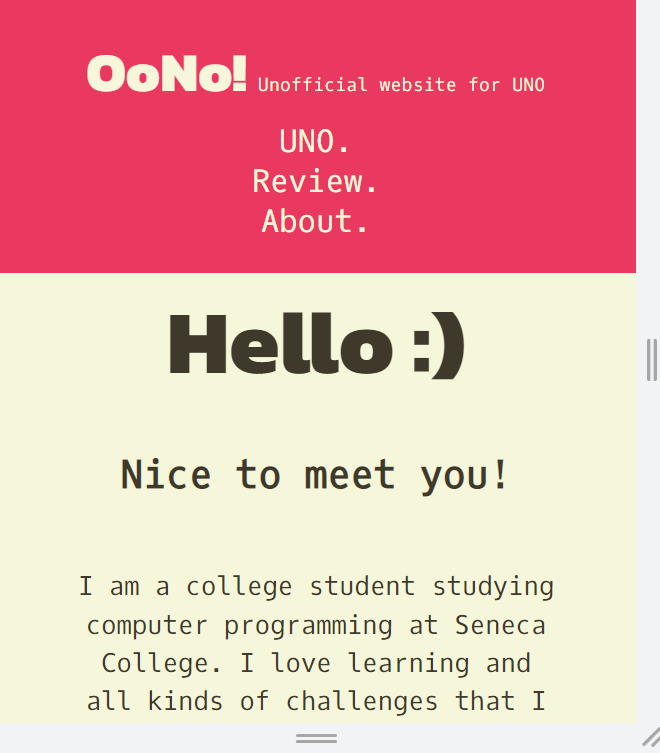 OoNo! Unofficial website for UNO
UNO.
Review.
About.
Hello :)
Nice to meet you!
I am a college student studying
computer programming at Seneca
College. I love learning and
all kinds of challenges that I